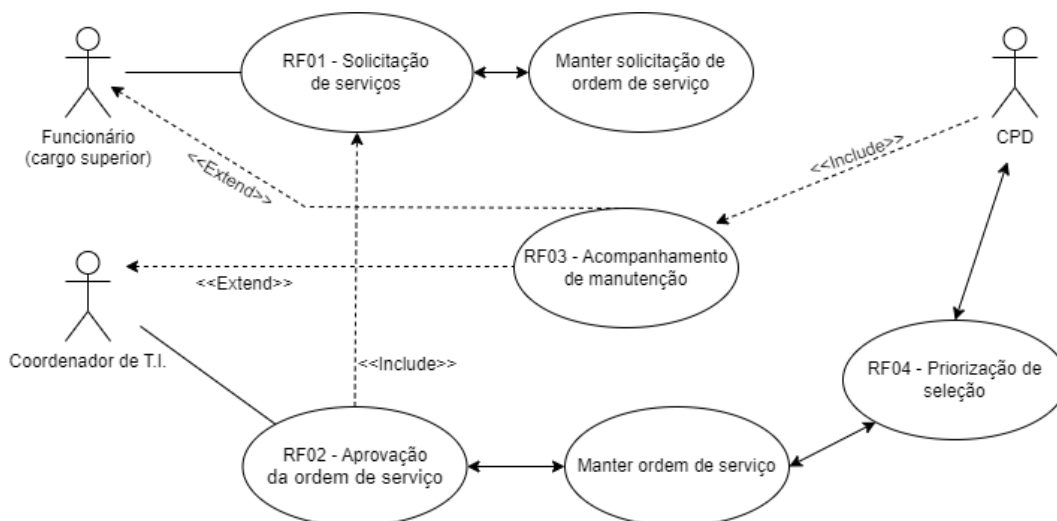 RF01 - Solicitação
de serviços
Manter solicitação de
ordem de serviço
Funcionário
(cargo superior)
CPD
<<Extend>>
<<Include>>
RF03 - Acompanhamento
de manutenção
<<Extend>>
Coordenador de T.I.
<<Include>>
RF04 - Priorização de
seleção
RF02 - Aprovação
da ordem de serviço
Manter ordem de serviço